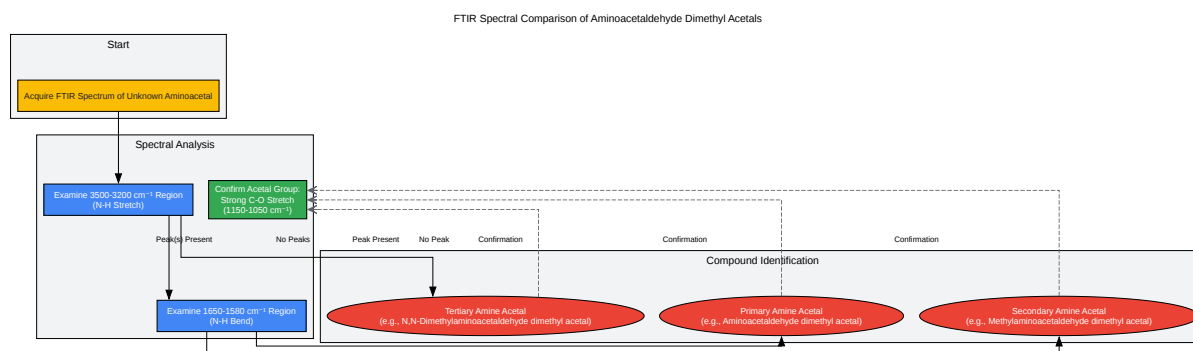 FTIR Spectral Comparison of Aminoacetaldehyde Dimethyl Acetals
Start
Acquire FTIR Spectrum of Unknown Aminoacetal
Spectral Analysis
Examine 3500-3200 cm⁻¹ Region
(N-H Stretch)
Confirm Acetal Group:
Strong C-O Stretch
(1150-1050 cm⁻¹)
Peak(s) Present
No Peaks
Peak Present
No Peak
Confirmation
Confirmation
Confirmation
Compound Identification
Examine 1650-1580 cm⁻¹ Region
(N-H Bend)
Tertiary Amine Acetal
(e.g., N,N-Dimethylaminoacetaldehyde dimethyl acetal)
Primary Amine Acetal
(e.g., Aminoacetaldehyde dimethyl acetal)
Secondary Amine Acetal
(e.g., Methylaminoacetaldehyde dimethyl acetal)